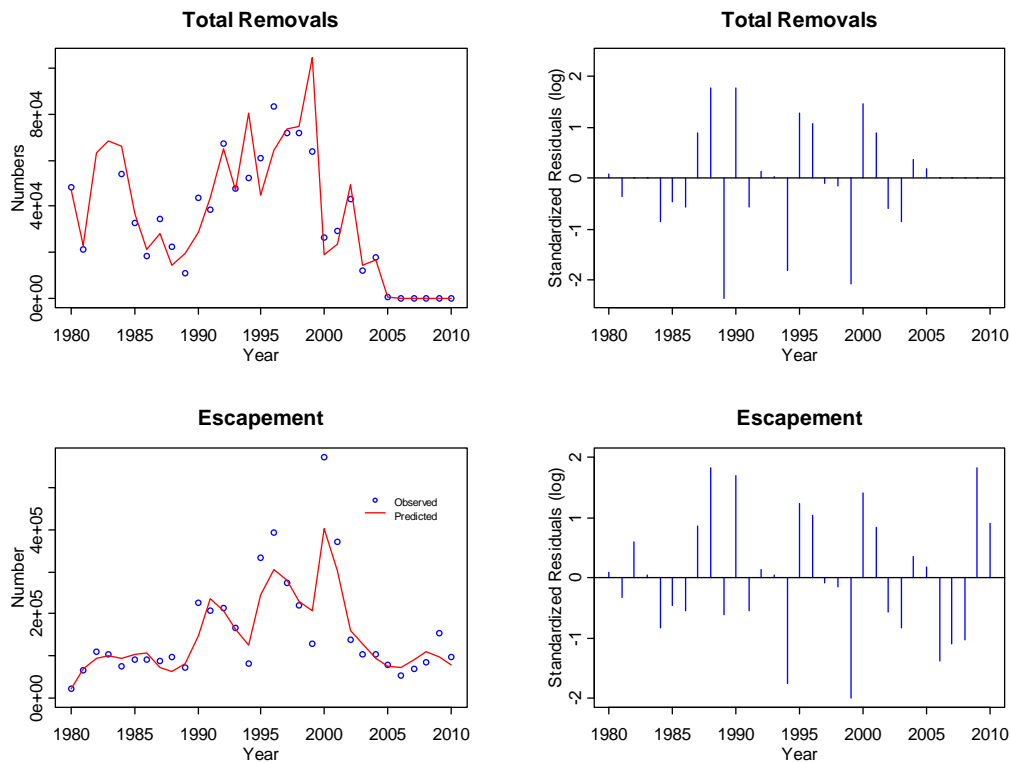 Total Removals
Numbers
0e+00 4e+04 8e+04
1980 1985 1990 1995 2000 2005 2010
Year
Total Removals
Standardized Residuals (log)
-2 -1 0 1 2
1980 1985 1990 1995 2000 2005 2010
Year
Escapement
Number
0e+00 2e+05 4e+05
Observed
Predicted
1980 1985 1990 1995 2000 2005 2010
Year
Escapement
Standardized Residuals (log)
-2 -1 0 1 2
1980 1985 1990 1995 2000 2005 2010
Year